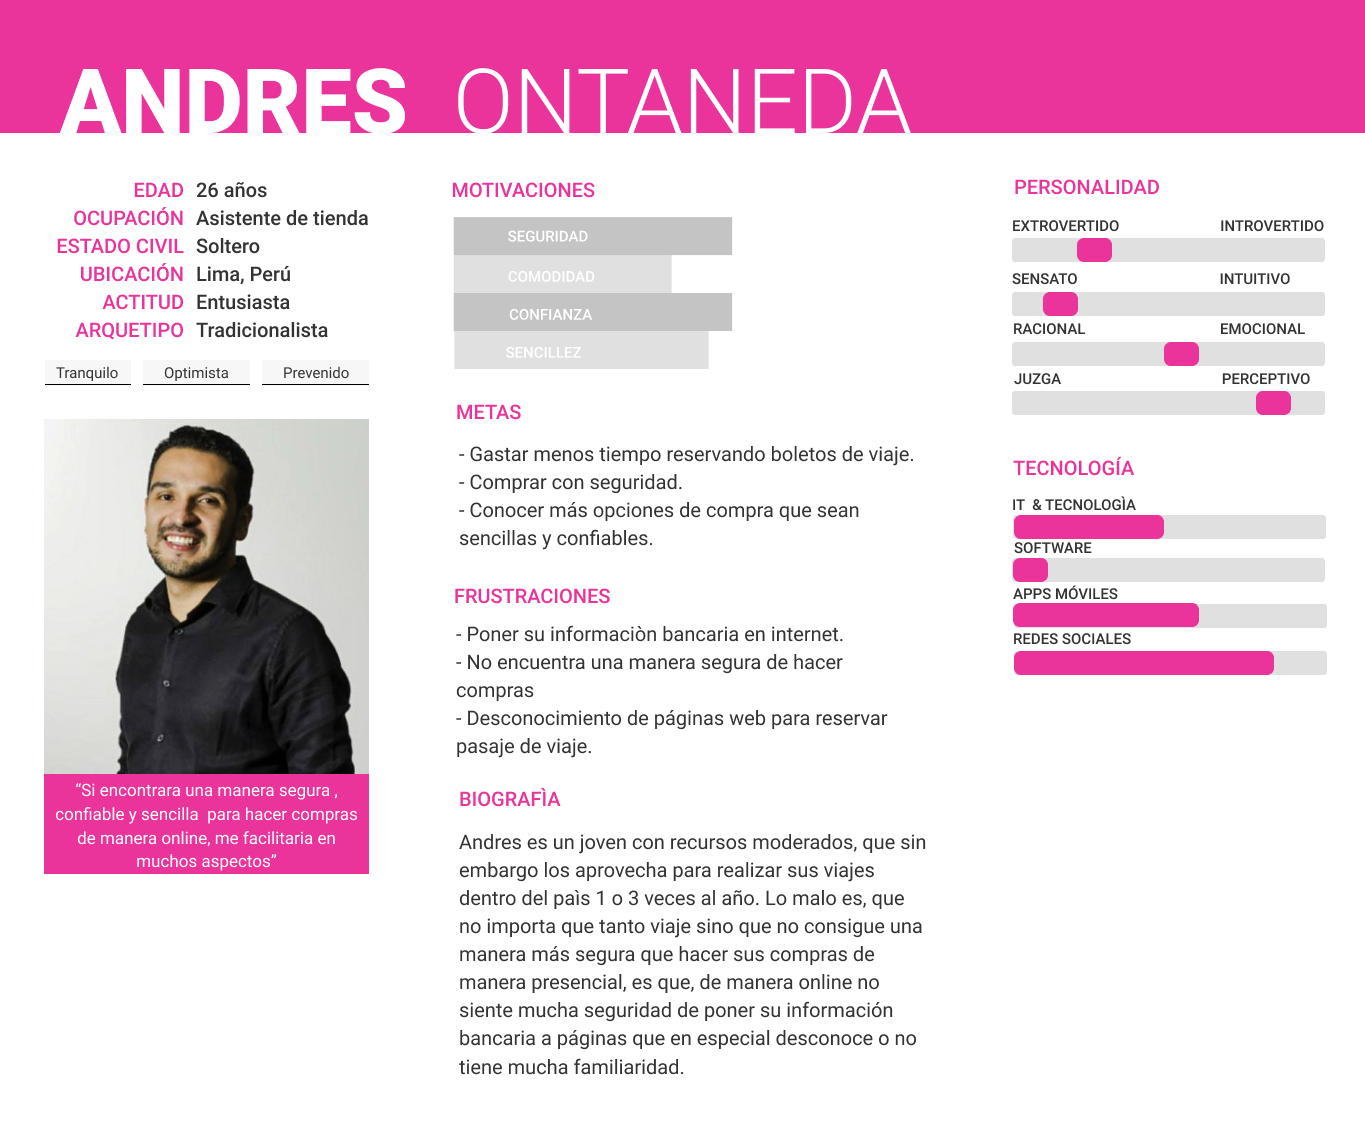 ANDRES ONTANEDA
EDAD 26 años
OCUPACIÓN Asistente de tienda
ESTADO CIVIL Soltero
UBICACIÓN Lima, Perú
ACTITUD Entusiasta
ARQUETIPO Tradicionalista
Tranquilo Optimista Prevenido
“Si encontrara una manera segura ,
confiable y sencilla para hacer compras
de manera online, me facilitaria en
muchos aspectos”
MOTIVACIONES
SEGURIDAD
COMODIDAD
CONFIANZA
SENCILLEZ
METAS
- Gastar menos tiempo reservando boletos de viaje.
- Comprar con seguridad.
- Conocer más opciones de compra que sean
sencillas y confiables.
FRUSTRACIONES
- Poner su informaciòn bancaria en internet.
- No encuentra una manera segura de hacer
compras
- Desconocimiento de páginas web para reservar
pasaje de viaje.
BIOGRAFÌA
Andres es un joven con recursos moderados, que sin
embargo los aprovecha para realizar sus viajes
dentro del paìs 1 o 3 veces al año. Lo malo es, que
no importa que tanto viaje sino que no consigue una
manera más segura que hacer sus compras de
manera presencial, es que, de manera online no
siente mucha seguridad de poner su información
bancaria a páginas que en especial desconoce o no
tiene mucha familiaridad.
PERSONALIDAD
EXTROVERTIDO INTROVERTIDO
SENSATO INTUITIVO
RACIONAL EMOCIONAL
JUZGA PERCEPTIVO
TECNOLOGÍA
IT & TECNOLOGÌA
SOFTWARE
APPS MÓVILES
REDES SOCIALES